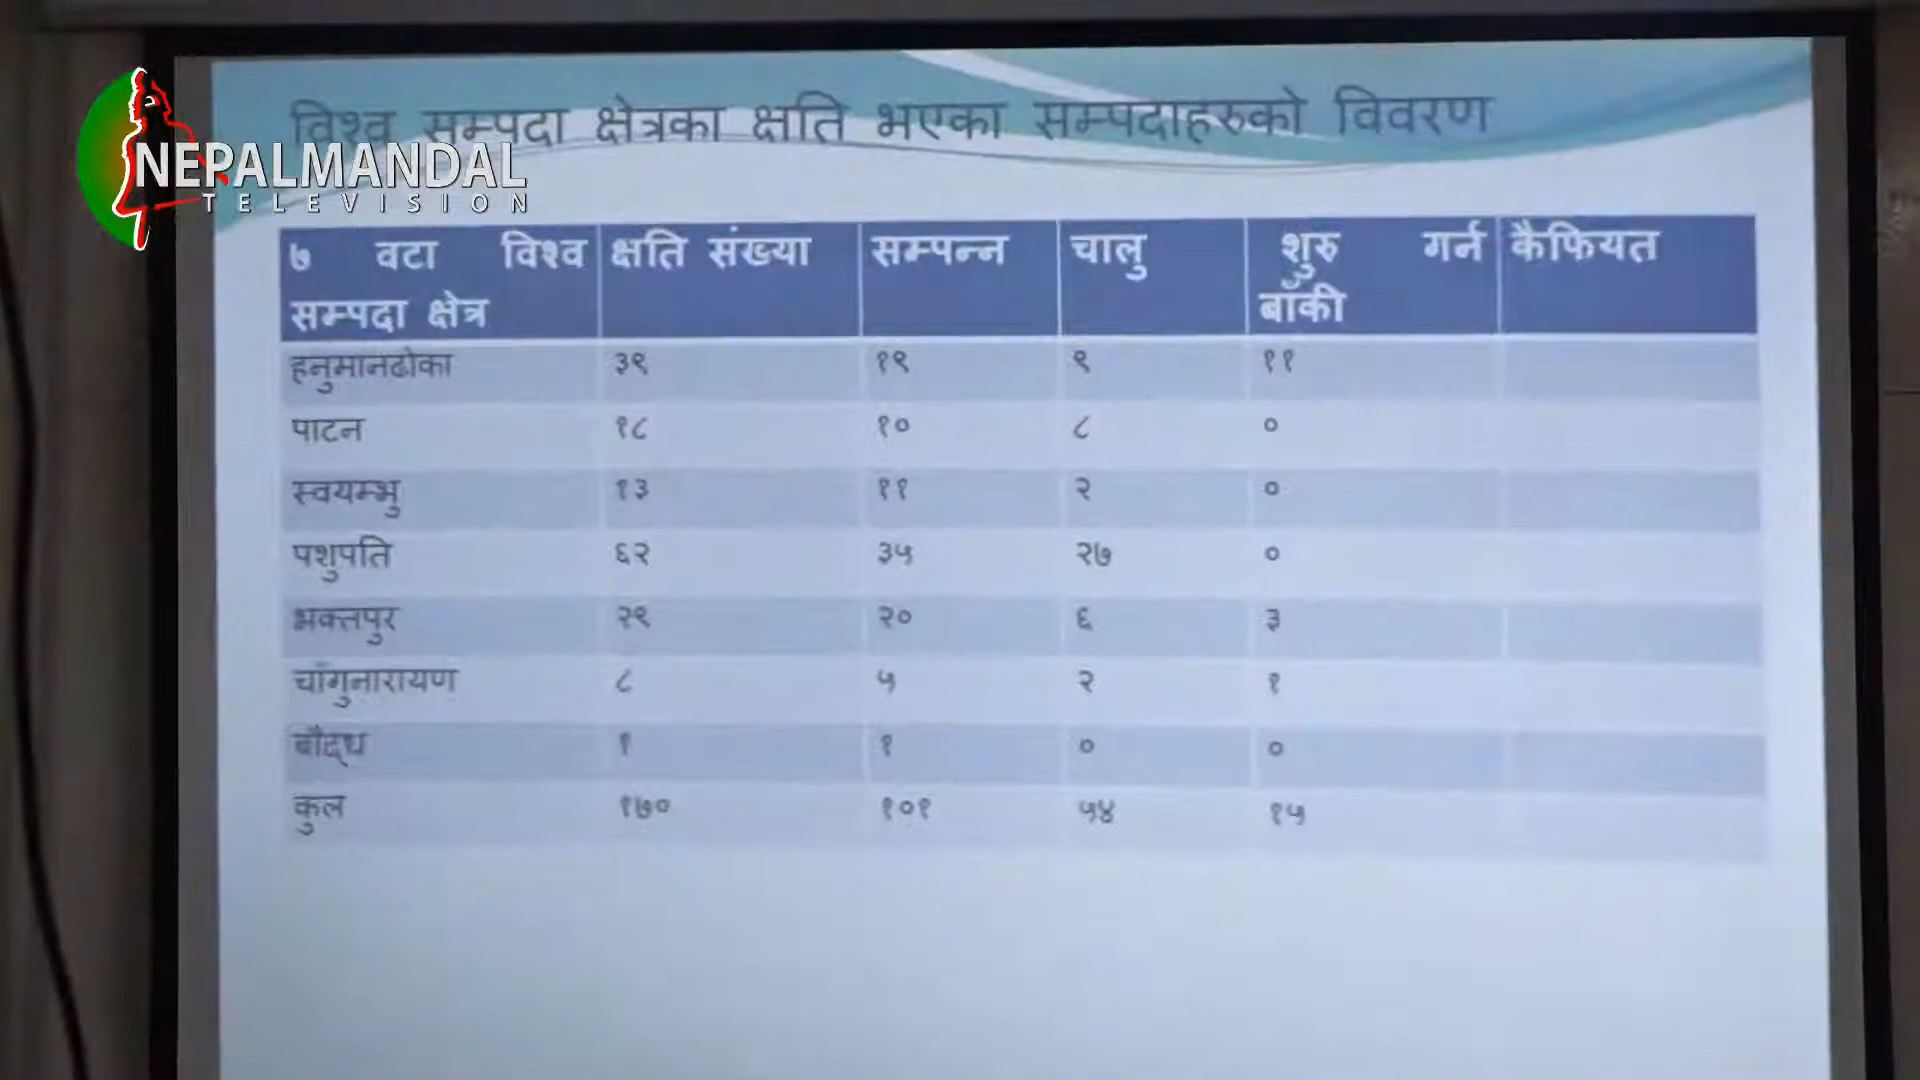 विश्व सम्पदा क्षेत्रका क्षति भएका सम्पदाहरुको विवरण
NEPALMANDAL
TELEVISION
७ वटा विश्व सम्पदा क्षेत्र क्षति संख्या सम्पन्न चालु शुरु गर्न बाँकी कैफियत
हनुमानढोका ३९ १९ ९ ११
पाटन १८ १० ८ ०
स्वयम्भु १३ ११ २ ०
पशुपति ६२ ३५ २७ ०
भक्तपुर २९ २० ६ ३
चाँगुनारायण ८ ५ २ १
बौद्ध १ १ ० ०
कुल १७० १०१ ५४ १५